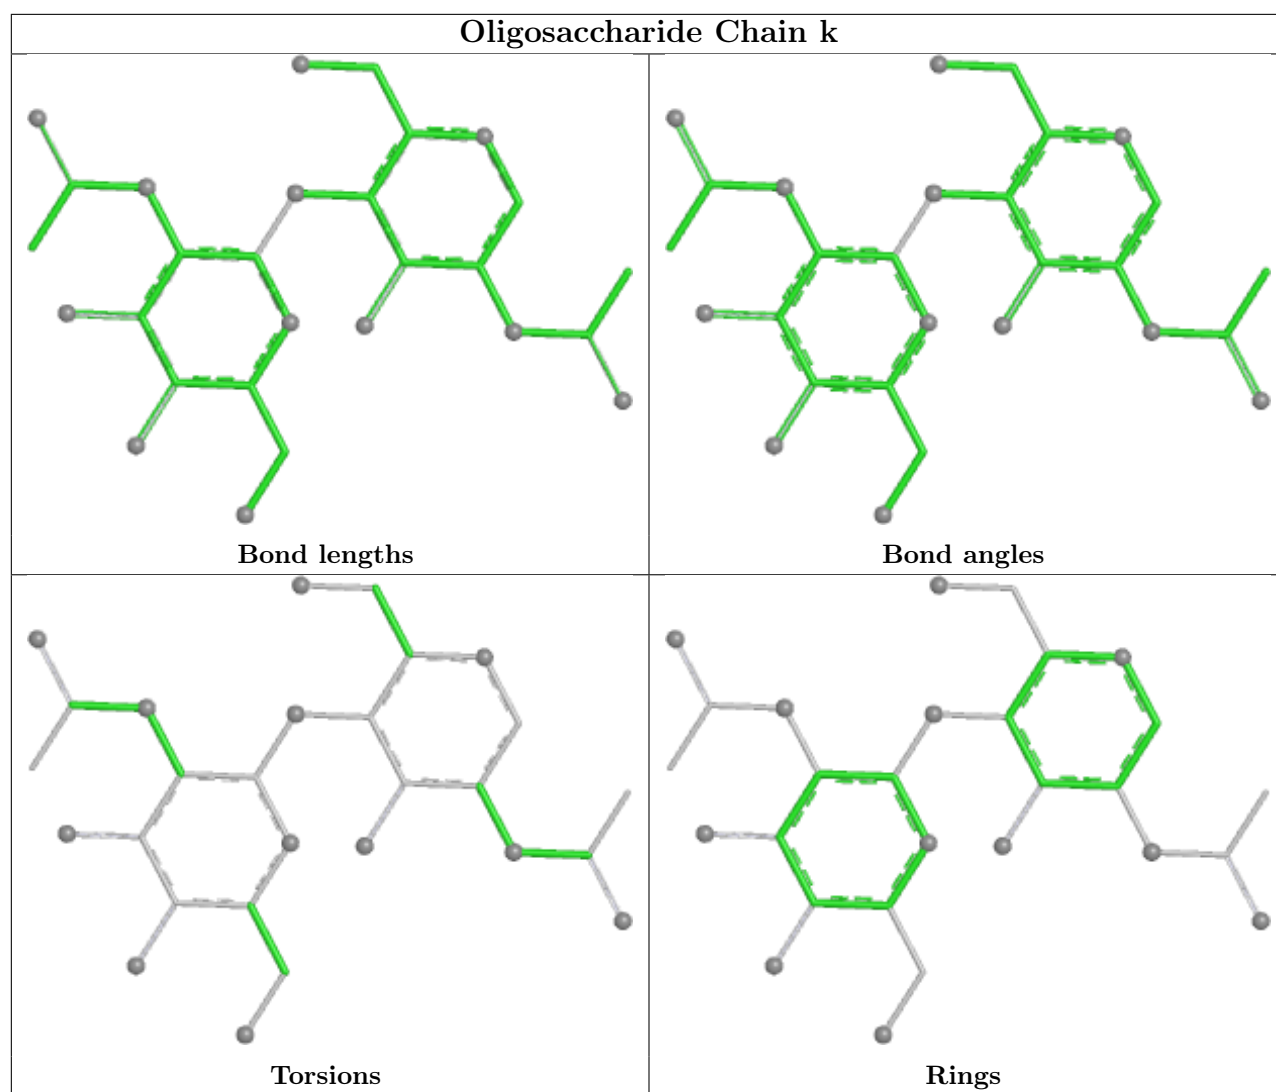 Oligosaccharide Chain k
Bond lengths
Bond angles
Torsions
Rings